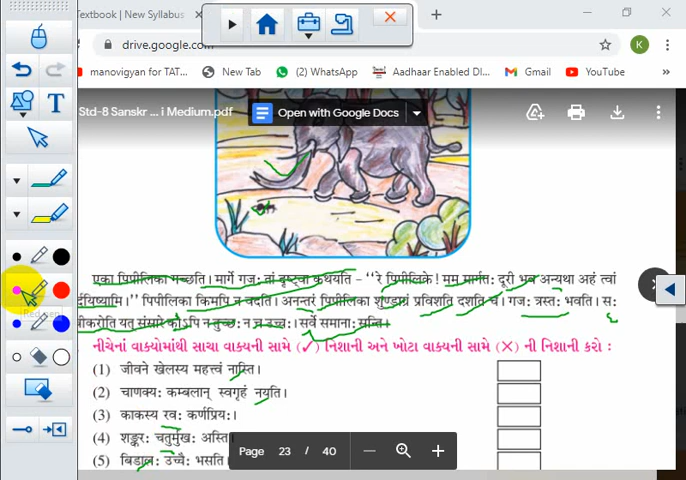 Textbook | New Syllabus
drive.google.com
K
manovigyan for TAT...
New Tab
(2) WhatsApp
Aadhaar Enabled DI...
Gmail
YouTube
T
Std-8 Sanskr ... i Medium.pdf
Open with Google Docs
एका पिपीलिका गच्छति । मार्गे गजः तां दृष्ट्वा कथयति – "रे पिपीलिके ! मम मार्गतः दूरी भव अन्यथा अहं त्वां
र्दयिष्यामि ।" पिपीलिका किमपि न वदति । अनन्तरं पिपीलिका शुण्डाग्रं प्रविशति दशति च । गजः त्रस्तः भवति । सः
ीकरोति यत् संसारे कोऽपि न तुच्छः न च उच्चः । सर्वे समानाः सन्ति ।
નીચેનાં વાક્યોમાંથી સાચા વાક્યની સામે (✓) નિશાની અને ખોટા વાક્યની સામે (✕) ની નિશાની કરો :
(1) जीवने खेलस्य महत्त्वं नास्ति ।
(2) चाणक्यः कम्बलान् स्वगृहं नयति ।
(3) काकस्य रवः कर्णप्रियः ।
(4) शङ्करः चतुर्मुखः अस्ति
(5) बिडालः उच्चैः भसति
Page 23 / 40